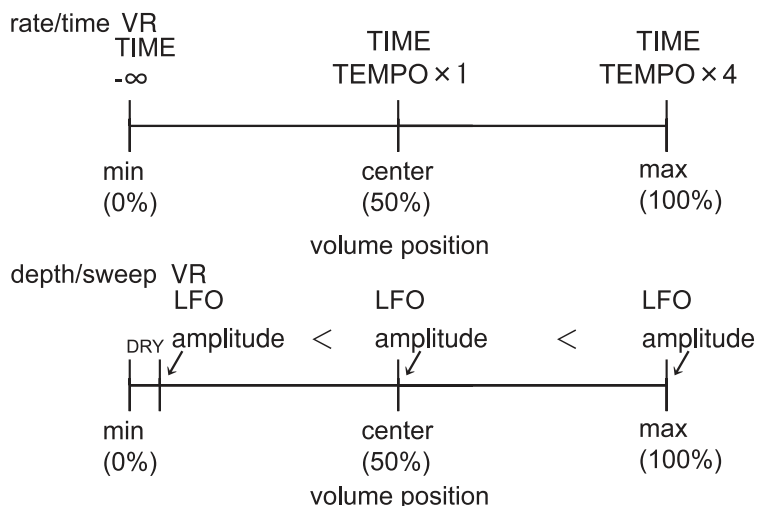 rate/time VR
TIME TIME TIME
-∞ TEMPO×1 TEMPO×4
min center max
(0%) (50%) (100%)
volume position
depth/sweep VR
LFO LFO LFO
DRY amplitude < amplitude < amplitude
min center max
(0%) (50%) (100%)
volume position